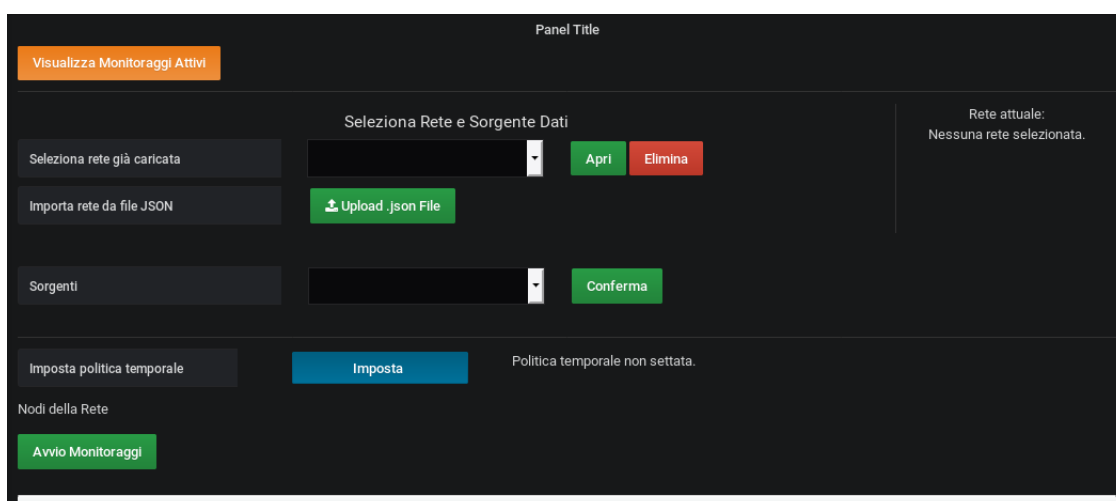 Panel Title
Visualizza Monitoraggi Attivi
Seleziona Rete e Sorgente Dati
Rete attuale:
Nessuna rete selezionata.
Seleziona rete già caricata
Apri
Elimina
Importa rete da file JSON
Upload .json File
Sorgenti
Conferma
Imposta politica temporale
Imposta
Politica temporale non settata.
Nodi della Rete
Avvio Monitoraggi